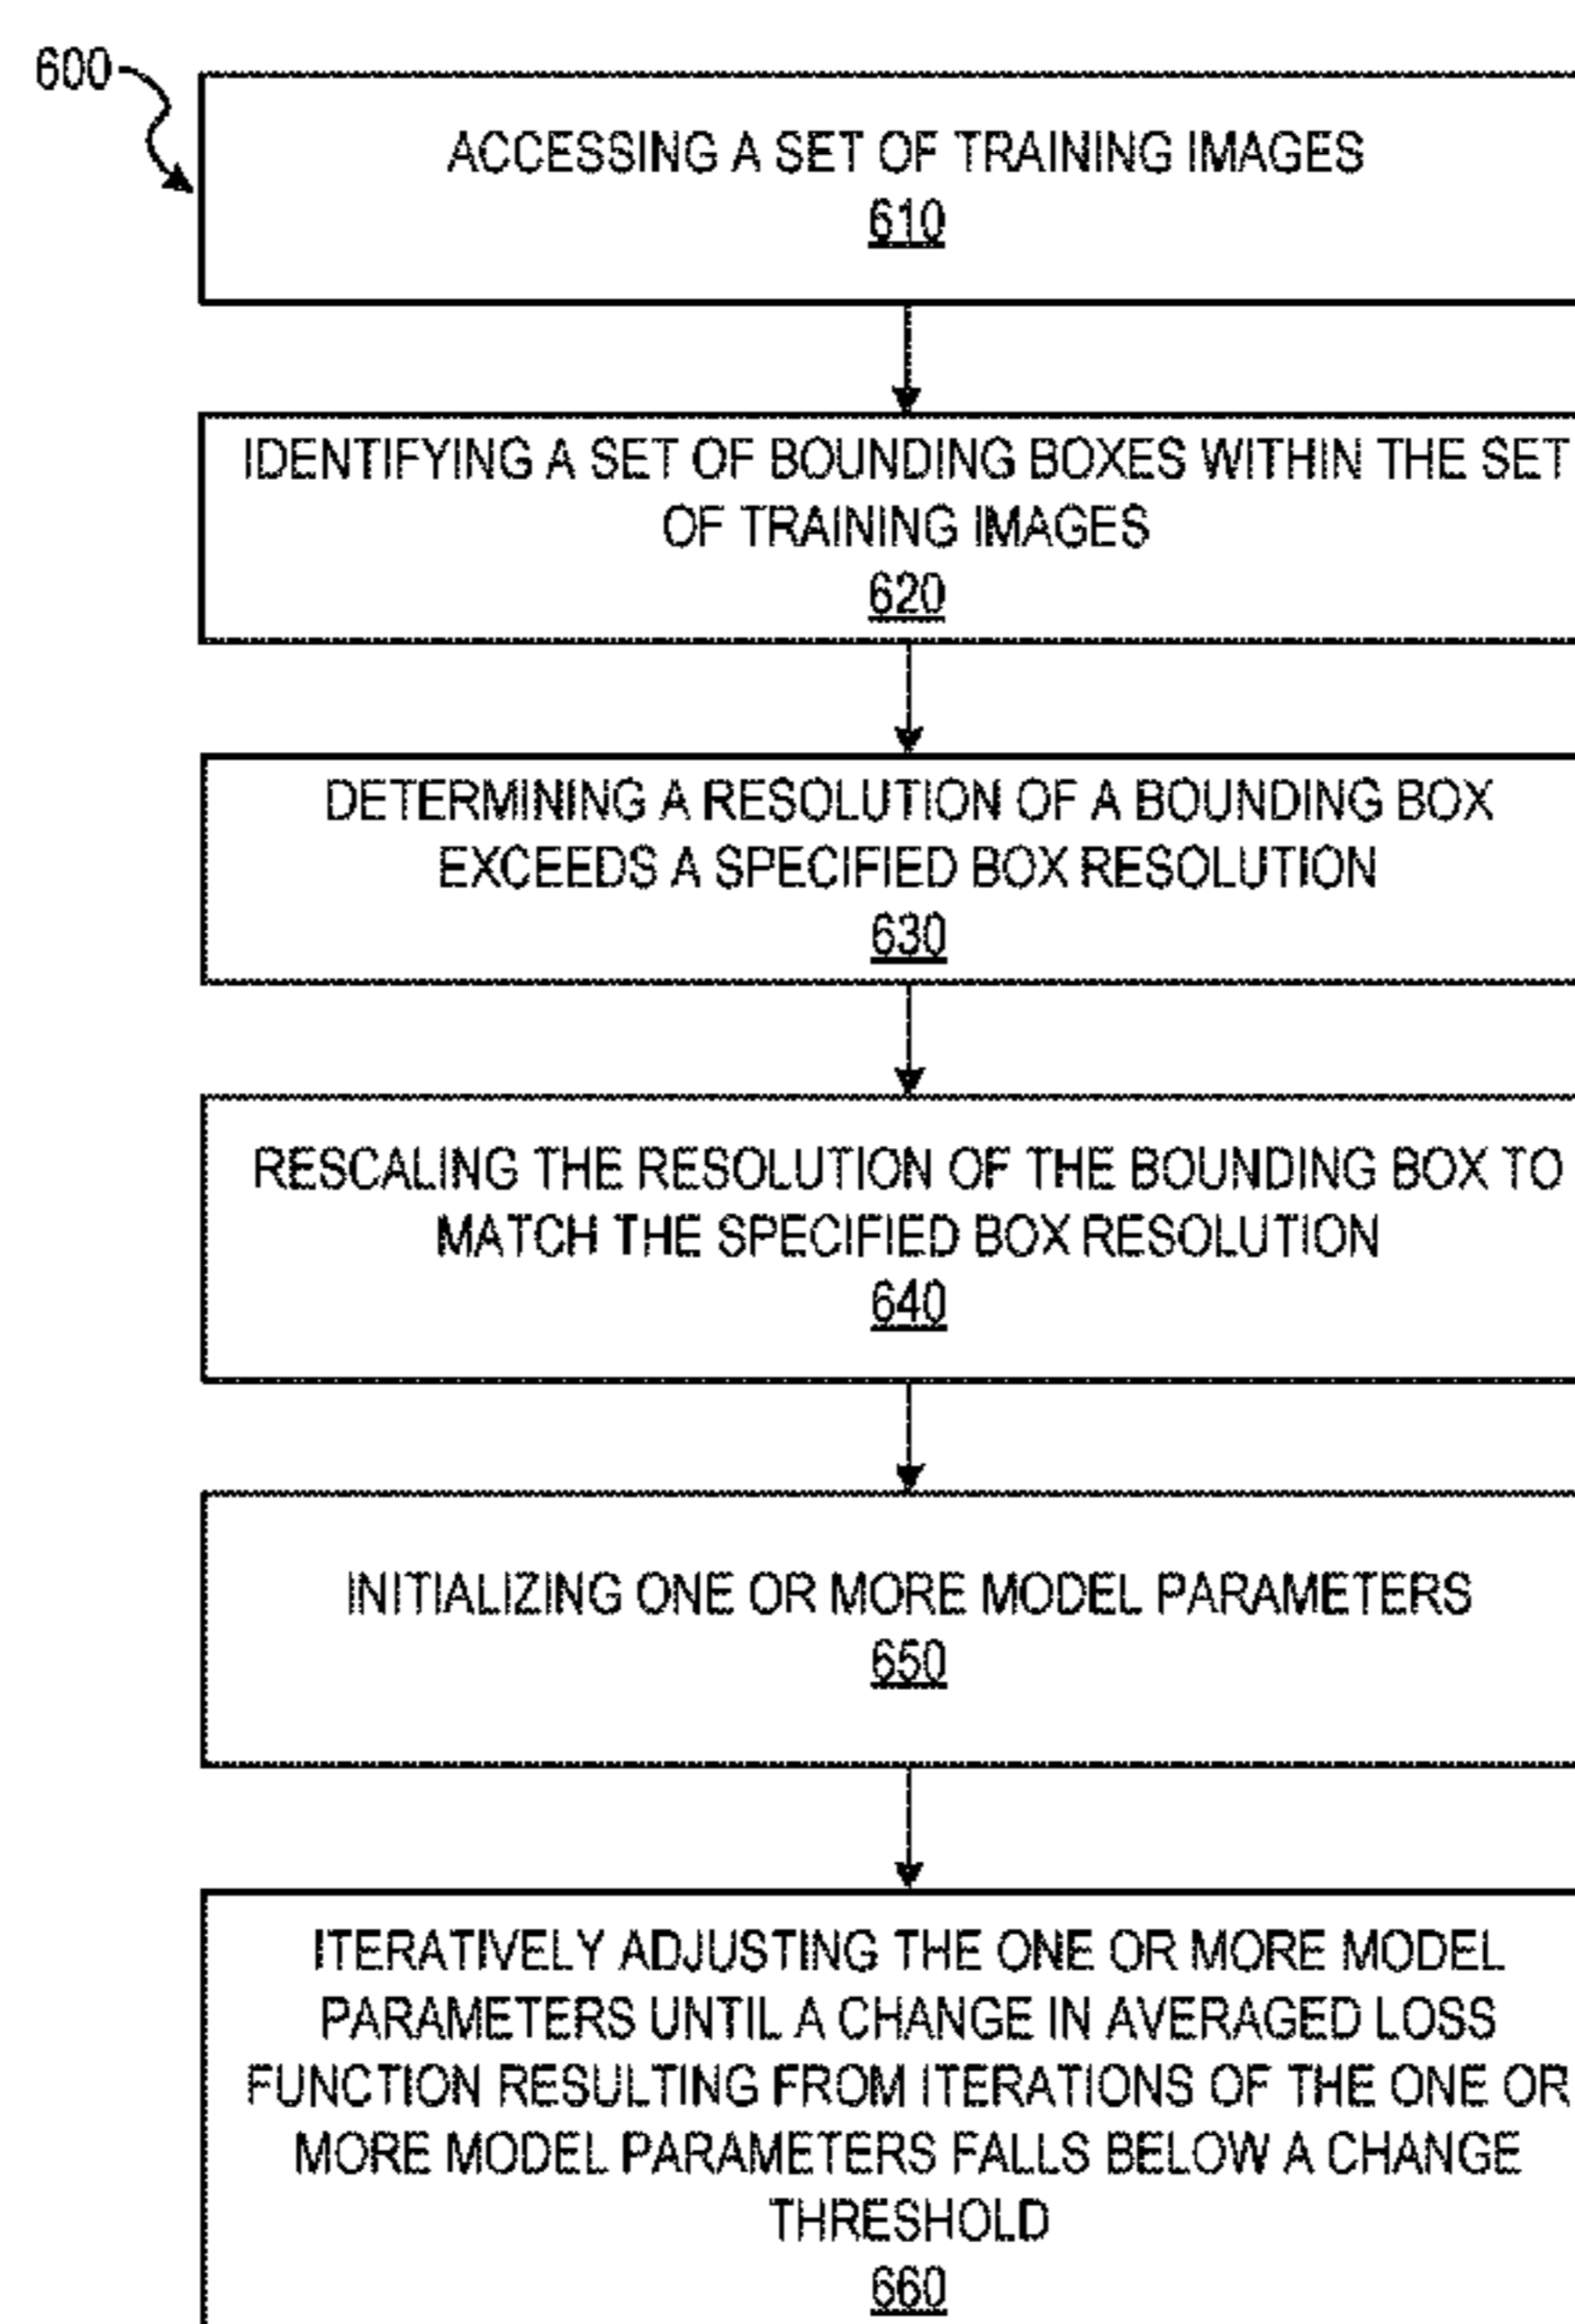 600
ACCESSING A SET OF TRAINING IMAGES
610
IDENTIFYING A SET OF BOUNDING BOXES WITHIN THE SET
OF TRAINING IMAGES
620
DETERMINING A RESOLUTION OF A BOUNDING BOX
EXCEEDS A SPECIFIED BOX RESOLUTION
630
RESCALING THE RESOLUTION OF THE BOUNDING BOX TO
MATCH THE SPECIFIED BOX RESOLUTION
640
INITIALIZING ONE OR MORE MODEL PARAMETERS
650
ITERATIVELY ADJUSTING THE ONE OR MORE MODEL
PARAMETERS UNTIL A CHANGE IN AVERAGED LOSS
FUNCTION RESULTING FROM ITERATIONS OF THE ONE OR
MORE MODEL PARAMETERS FALLS BELOW A CHANGE
THRESHOLD
660